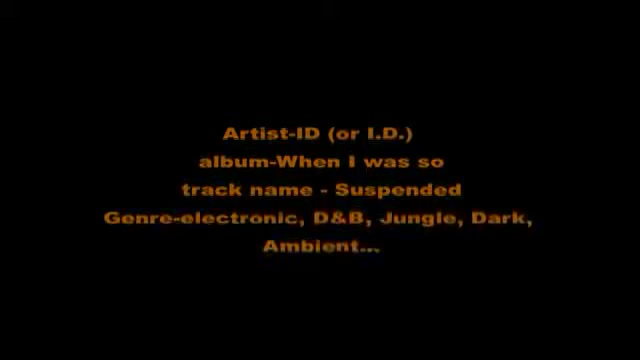 Artist-ID (or I.D.)
album-When I was so
track name - Suspended
Genre-electronic, D&B, Jungle, Dark,
Ambient...